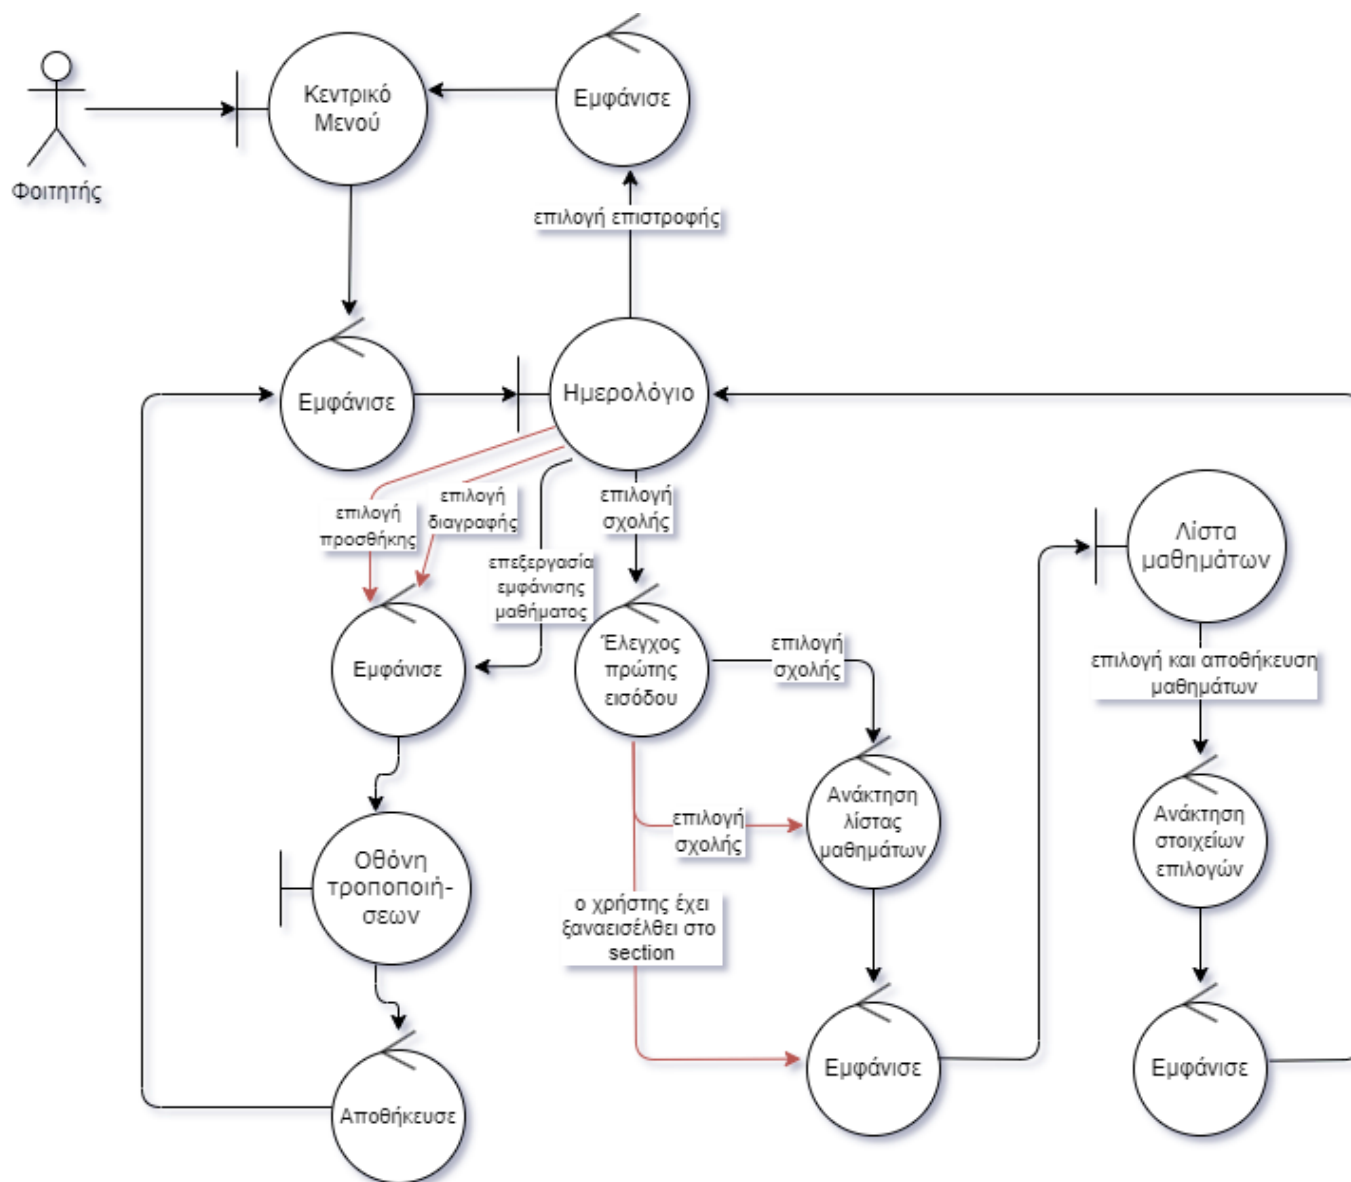 Κεντρικό
Μενού
Εμφάνισε
Φοιτητής
επιλογή επιστροφής
Εμφάνισε
Ημερολόγιο
επιλογή
προσθήκης
επιλογή
διαγραφής
επεξεργασία
εμφάνισης
μαθήματος
επιλογή
σχολής
Λίστα
μαθημάτων
Εμφάνισε
Έλεγχος
πρώτης
εισόδου
επιλογή
σχολής
επιλογή και αποθήκευση
μαθημάτων
Ανάκτηση
λίστας
μαθημάτων
επιλογή
σχολής
Ανάκτηση
στοιχείων
επιλογών
Οθόνη
τροποποιή-
σεων
ο χρήστης έχει
ξαναεισέλθει στο
section
Εμφάνισε
Εμφάνισε
Αποθήκευσε